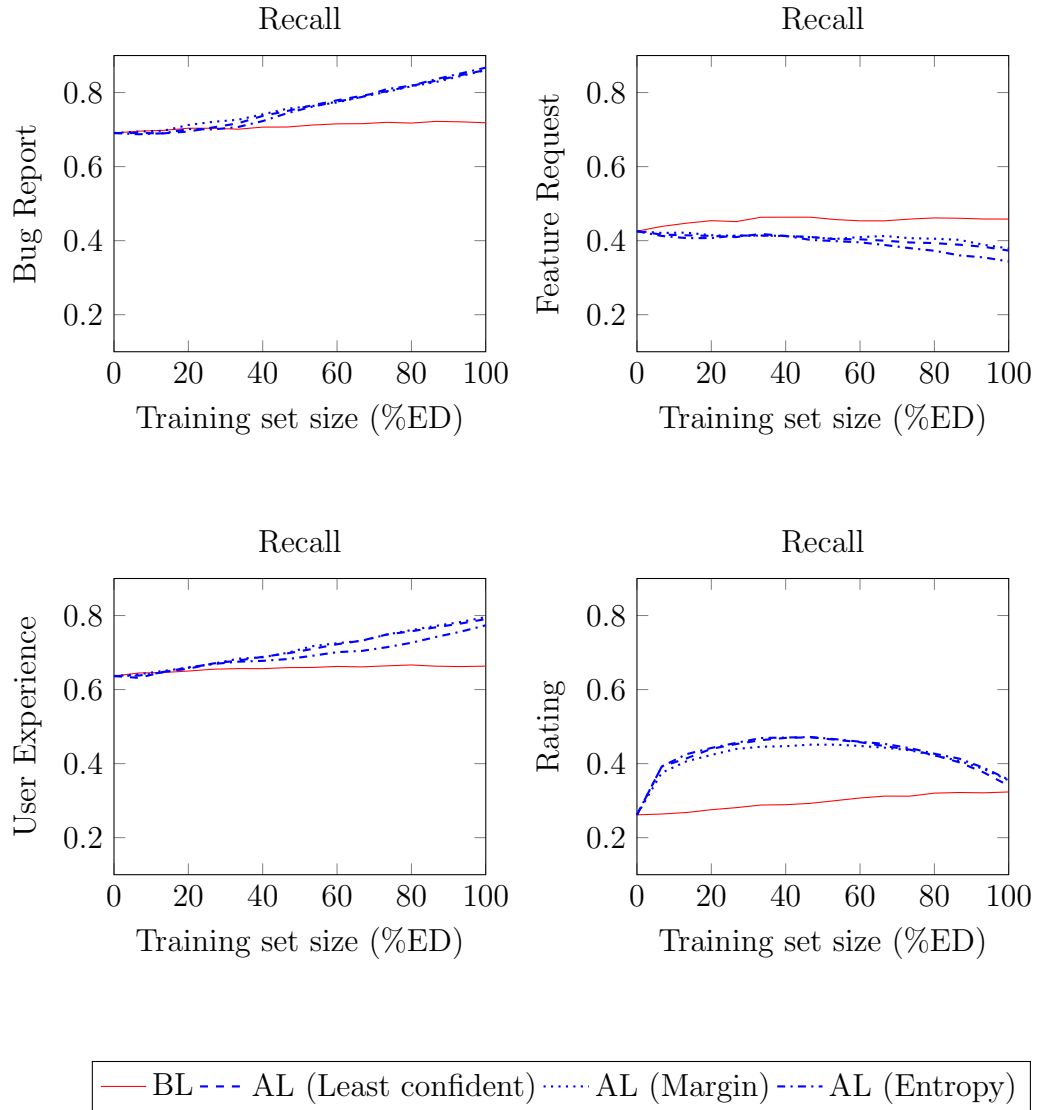 Recall
Bug Report
0.8
0.6
0.4
0.2
0 20 40 60 80 100
Training set size (%ED)
Recall
Feature Request
0.8
0.6
0.4
0.2
0 20 40 60 80 100
Training set size (%ED)
Recall
User Experience
0.8
0.6
0.4
0.2
0 20 40 60 80 100
Training set size (%ED)
Recall
Rating
0.8
0.6
0.4
0.2
0 20 40 60 80 100
Training set size (%ED)
BL AL (Least confident) AL (Margin) AL (Entropy)